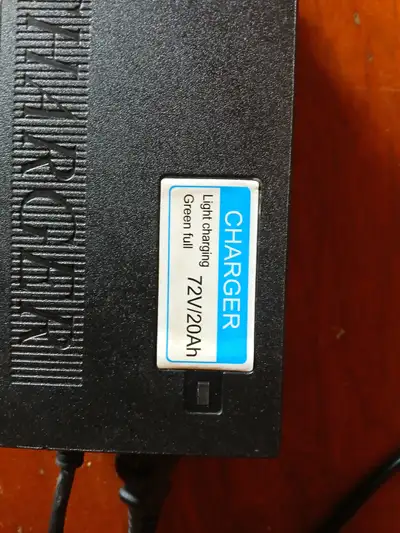 CHARGER
CHARGER
Light charging
Green full
72V/20Ah